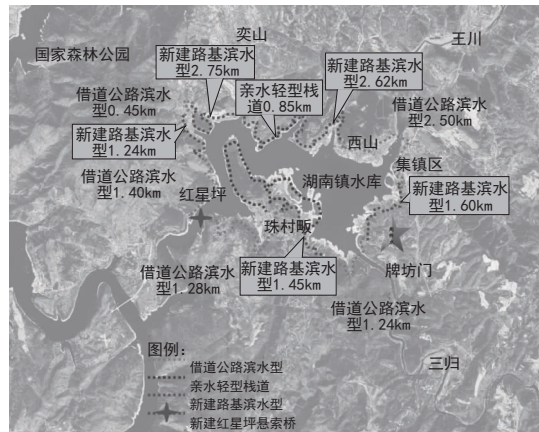 奕山
王川
国家森林公园
新建路基滨水
型2.75km
亲水轻型栈
道0.85km
新建路基滨水
型2.62km
借道公路滨水
型0.45km
借道公路滨水
型2.50km
新建路基滨水
型1.24km
西山
集镇区
借道公路滨水
型1.40km
湖南镇水库
新建路基滨水
型1.60km
红星坪
珠村畈
借道公路滨水
型1.28km
新建路基滨水
型1.45km
牌坊门
借道公路滨水
型1.24km
三归
图例：
借道公路滨水型
亲水轻型栈道
新建路基滨水型
新建红星坪悬索桥